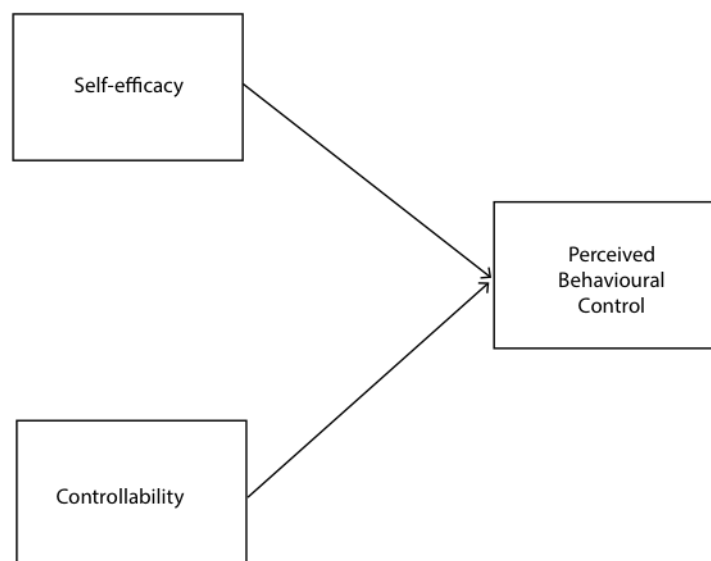 Self-efficacy
Perceived
Behavioural
Control
Controllability